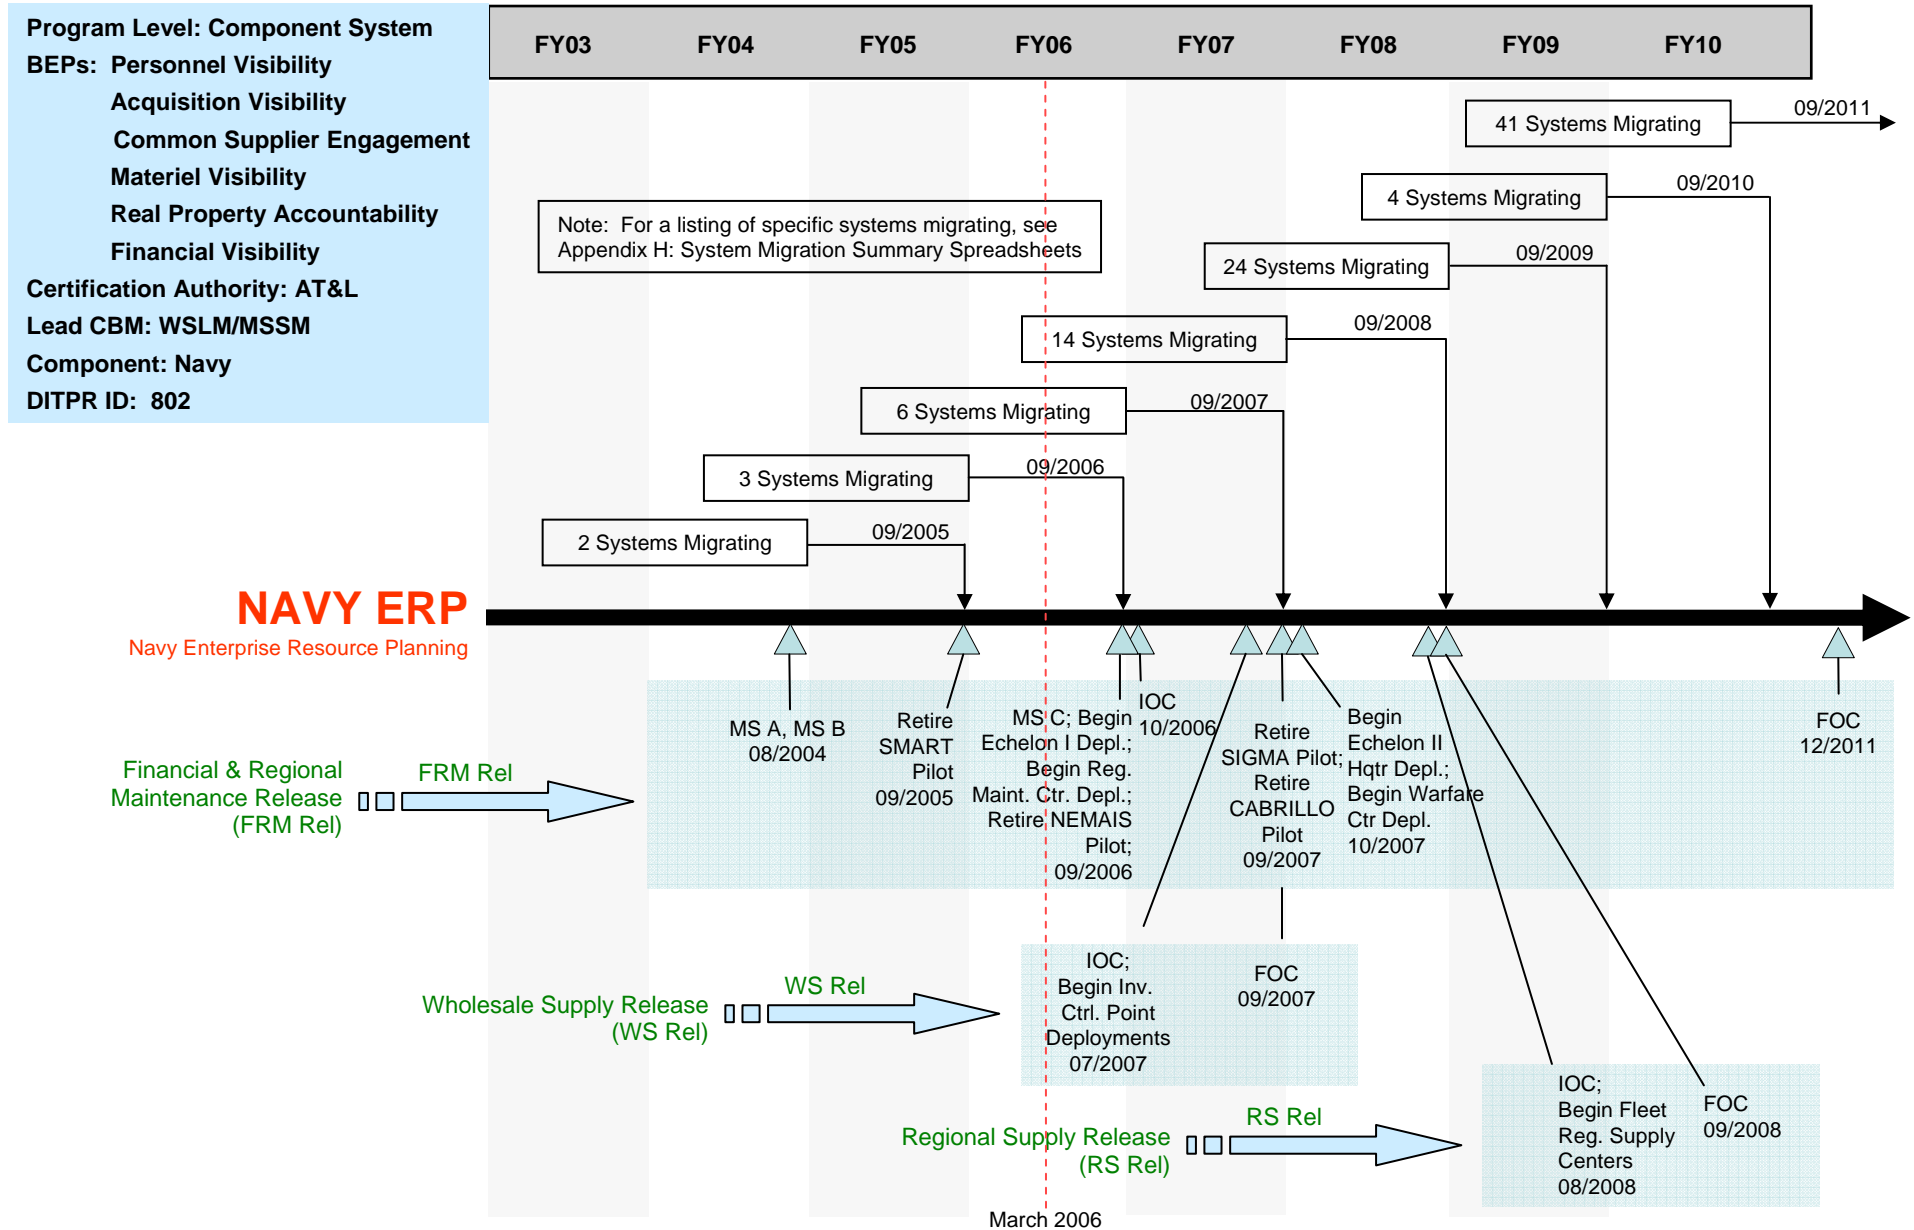 Program Level: Component System
BEPs: Personnel Visibility
Acquisition Visibility
Common Supplier Engagement
Materiel Visibility
Real Property Accountability
Financial Visibility
Certification Authority: AT&L
Lead CBM: WSLM/MSSM
Component: Navy
DITPR ID: 802
FY03 FY04 FY05 FY06 FY07 FY08 FY09 FY10
41 Systems Migrating
09/2011
4 Systems Migrating
09/2010
Note: For a listing of specific systems migrating, see
Appendix H: System Migration Summary Spreadsheets
24 Systems Migrating
09/2009
14 Systems Migrating
09/2008
6 Systems Migrating
09/2007
3 Systems Migrating
09/2006
2 Systems Migrating
09/2005
NAVY ERP
Navy Enterprise Resource Planning
MS A, MS B
08/2004
Retire
SMART
Pilot
09/2005
MS C; Begin
Echelon I Depl.;
Begin Reg.
Maint. Ctr. Depl.;
Retire NEMAIS
Pilot;
09/2006
IOC
10/2006
Retire
SIGMA Pilot;
Retire
CABRILLO
Pilot
09/2007
Begin
Echelon II
Hqtr Depl.;
Begin Warfare
Ctr Depl.
10/2007
FOC
12/2011
Financial & Regional
Maintenance Release
(FRM Rel)
FRM Rel
Wholesale Supply Release
(WS Rel)
WS Rel
IOC;
Begin Inv.
Ctrl. Point
Deployments
07/2007
FOC
09/2007
Regional Supply Release
(RS Rel)
RS Rel
IOC;
Begin Fleet
Reg. Supply
Centers
08/2008
FOC
09/2008
March 2006